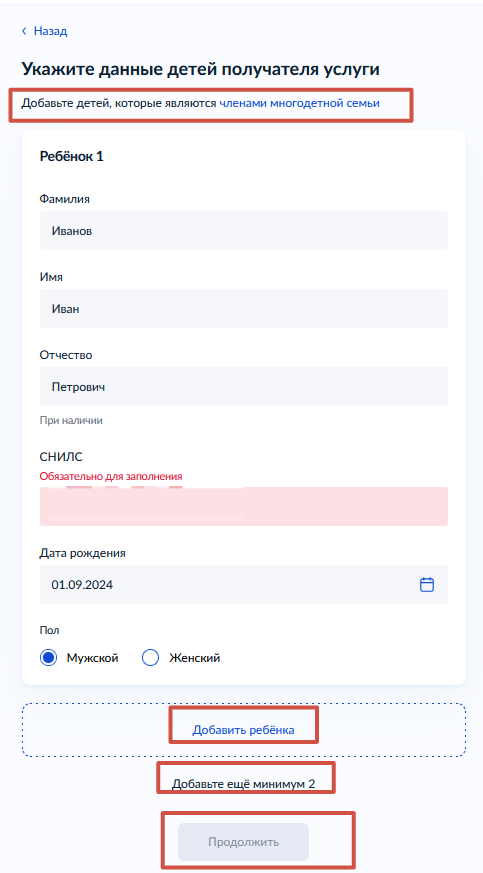 Назад
Укажите данные детей получателя услуги
Добавьте детей, которые являются членами многодетной семьи
Ребёнок 1
Фамилия
Иванов
Имя
Иван
Отчество
Петрович
При наличии
СНИЛС
Обязательно для заполнения
Дата рождения
01.09.2024
Пол
Мужской Женский
Добавить ребёнка
Добавьте ещё минимум 2
Продолжить